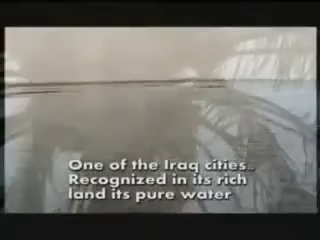 One of the Iraq cities..
Recognized in its rich
land its pure water